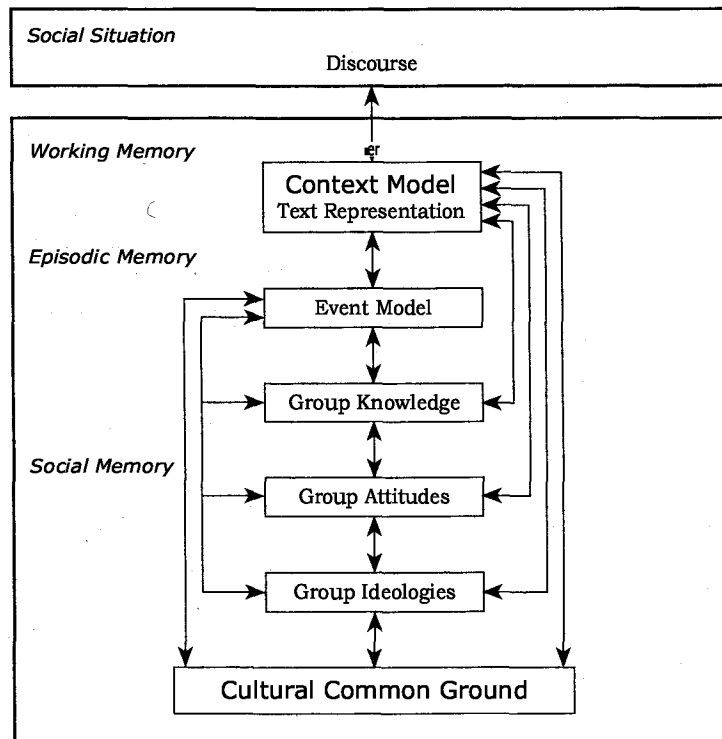 Social Situation
Discourse
Working Memory
Context Model
Text Representation
Episodic Memory
Event Model
Group Knowledge
Social Memory
Group Attitudes
Group Ideologies
Cultural Common Ground